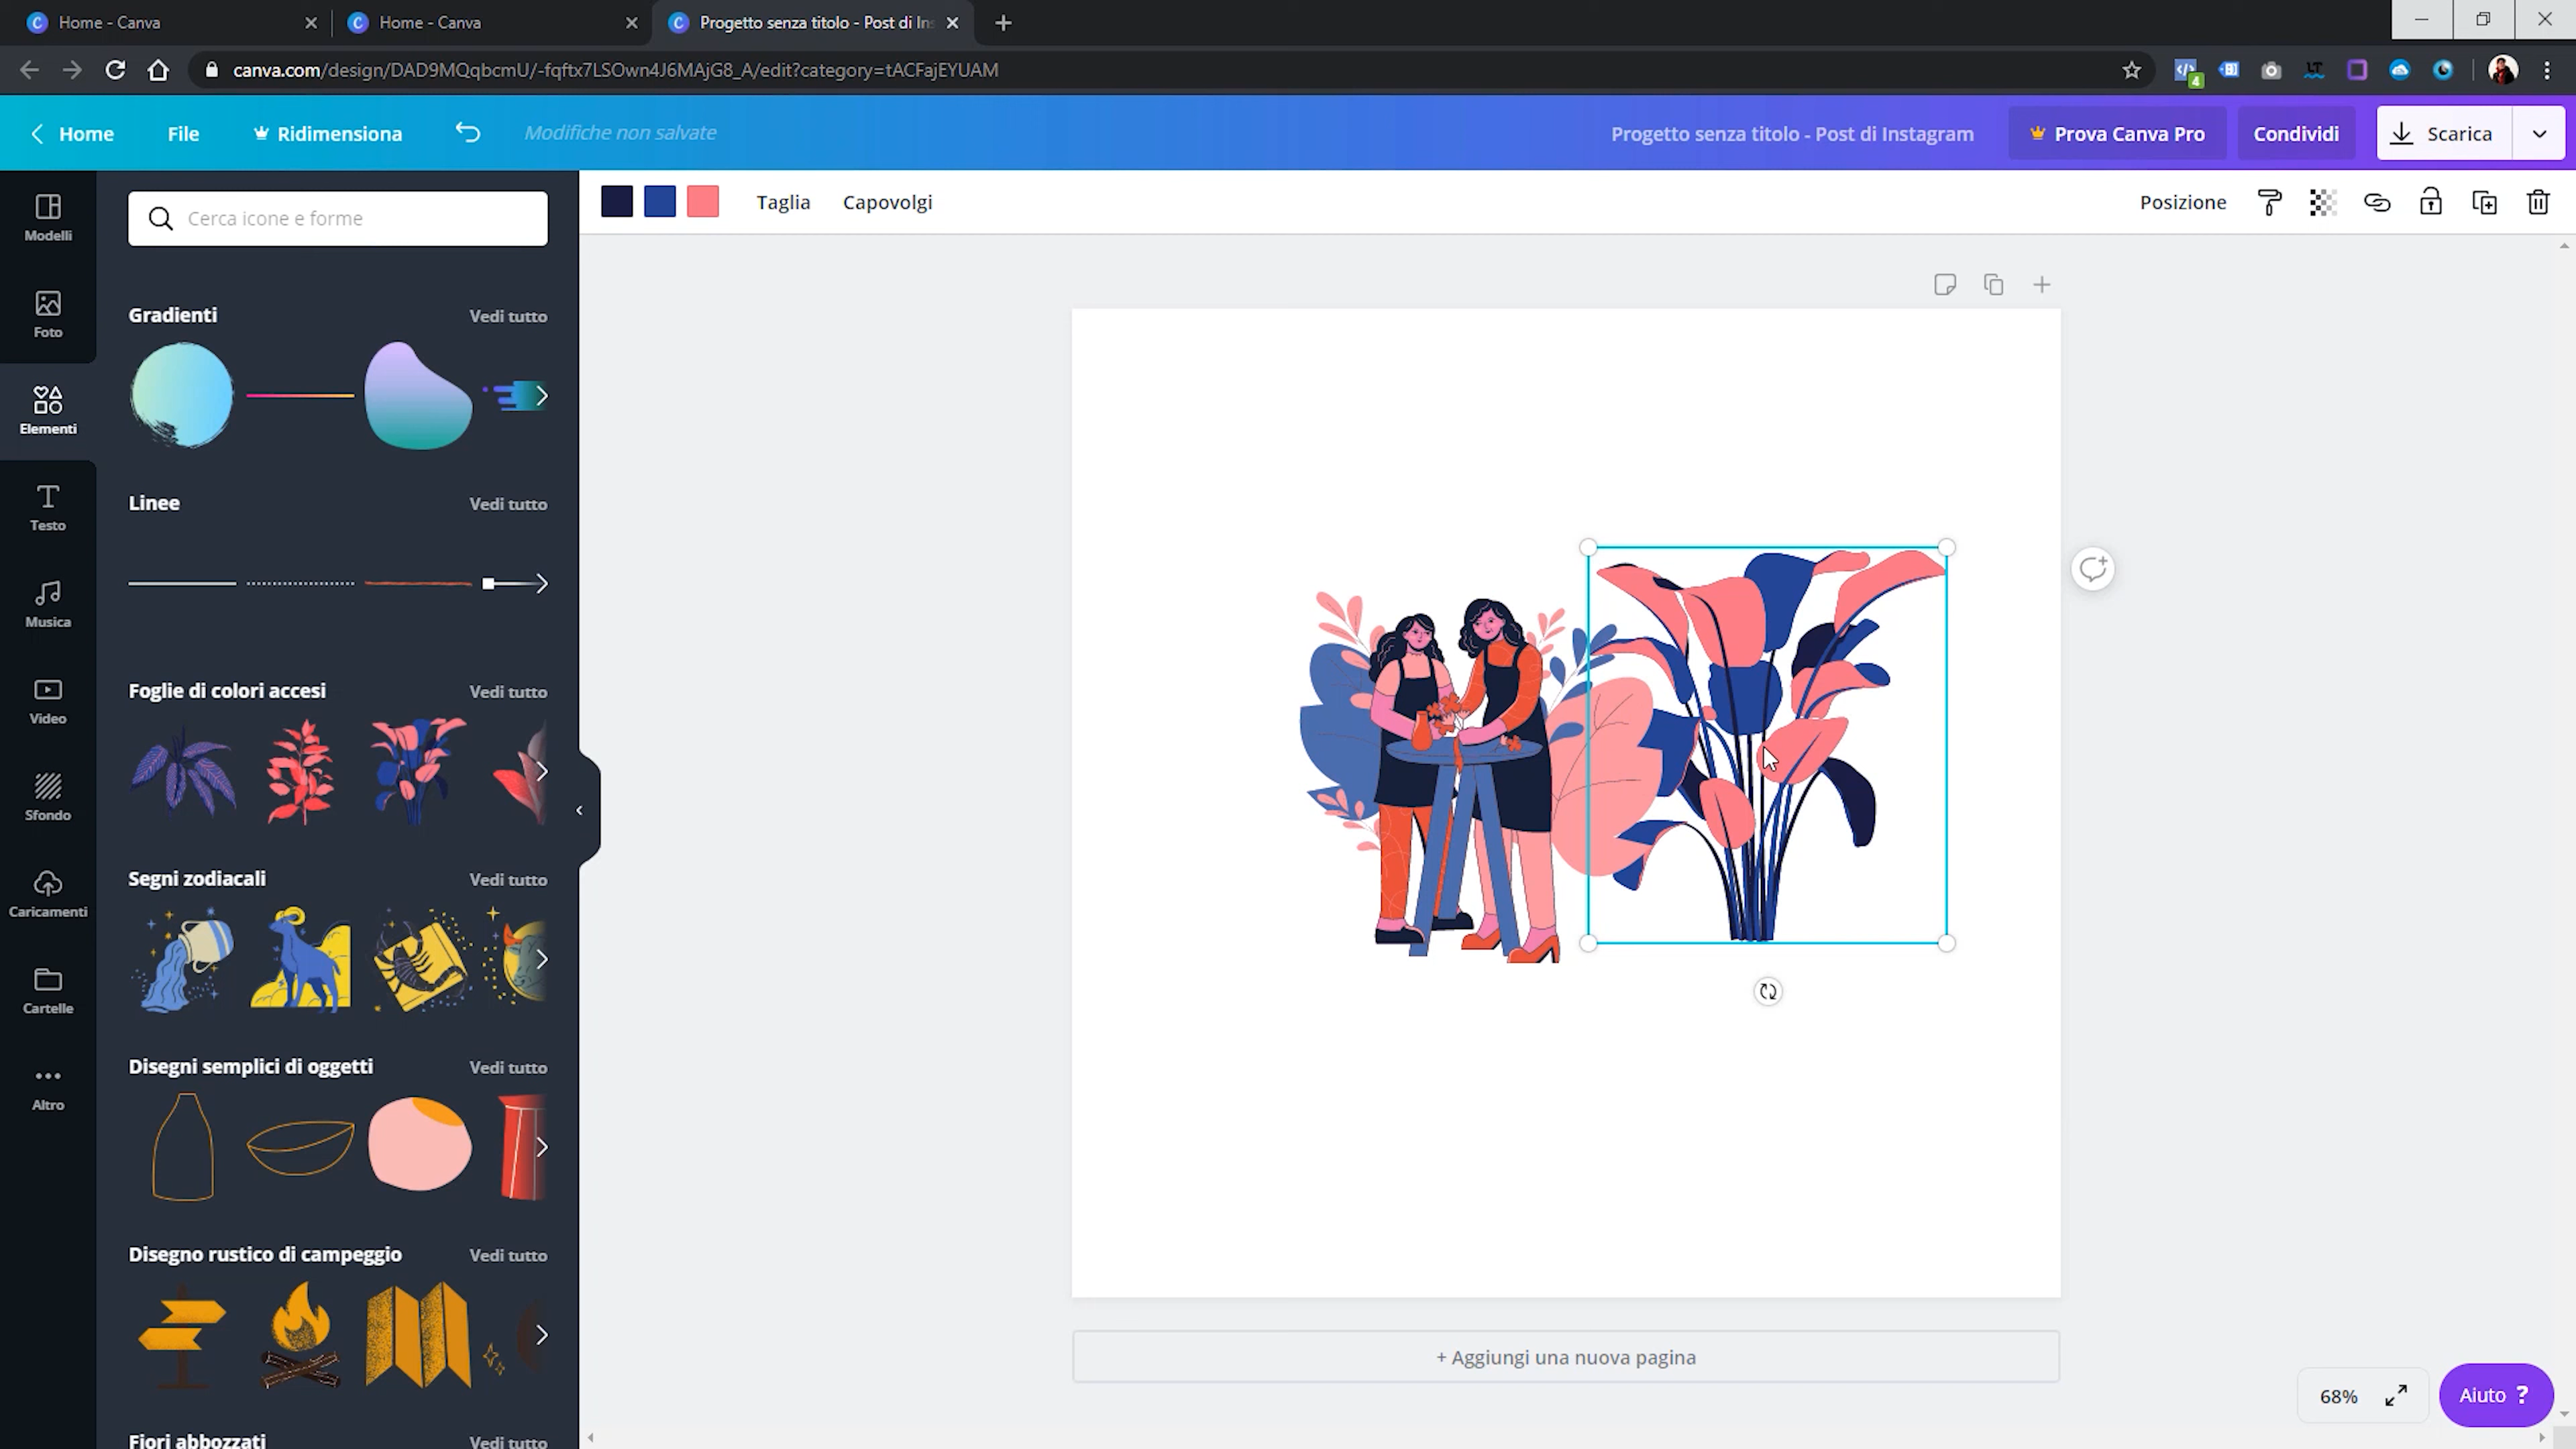 Home - Canva
Home - Canva
Progetto senza titolo - Post di Ins
canva.com/design/DAD9MQqbcmU/-fqftx7LSOwn4J6MAjG8_A/edit?category=tACFajEYUAM
4
Home
File
Ridimensiona
Modifiche non salvate
Progetto senza titolo - Post di Instagram
Prova Canva Pro
Condividi
Scarica
Taglia
Capovolgi
Posizione
Modelli
Foto
Elementi
Testo
Musica
Video
Sfondo
Caricamenti
Cartelle
Altro
Cerca icone e forme
Gradienti
Vedi tutto
Linee
Vedi tutto
Foglie di colori accesi
Vedi tutto
Segni zodiacali
Vedi tutto
Disegni semplici di oggetti
Vedi tutto
Disegno rustico di campeggio
Vedi tutto
Fiori abbozzati
Vedi tutto
+ Aggiungi una nuova pagina
68%
Aiuto ?